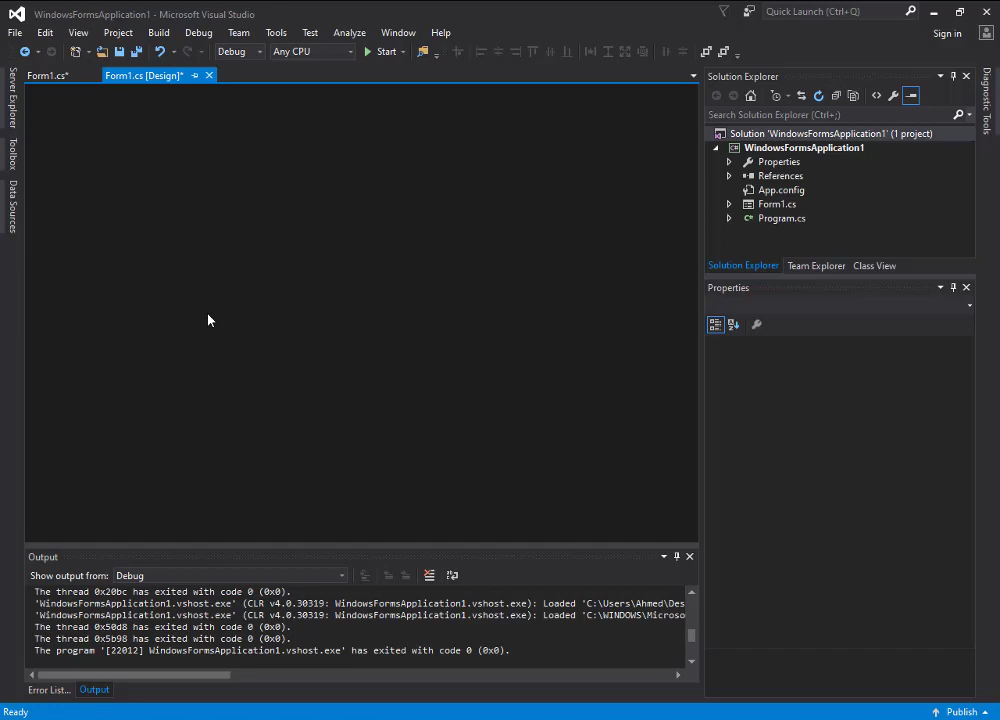 WindowsFormsApplication1 - Microsoft Visual Studio
Quick Launch (Ctrl+Q)
File Edit View Project Build Debug Team Tools Test Analyze Window Help
Sign in
Debug Any CPU Start
Form1.cs* Form1.cs [Design]*
Server Explorer
Toolbox
Data Sources
Solution Explorer
Search Solution Explorer (Ctrl+;)
Solution 'WindowsFormsApplication1' (1 project)
WindowsFormsApplication1
Properties
References
App.config
Form1.cs
Program.cs
Solution Explorer Team Explorer Class View
Diagnostic Tools
Properties
Output
Show output from: Debug
The thread 0x20bc has exited with code 0 (0x0).
'WindowsFormsApplication1.vshost.exe' (CLR v4.0.30319: WindowsFormsApplication1.vshost.exe): Loaded 'C:\Users\Ahmed\Des
'WindowsFormsApplication1.vshost.exe' (CLR v4.0.30319: WindowsFormsApplication1.vshost.exe): Loaded 'C:\WINDOWS\Microso
The thread 0x50d8 has exited with code 0 (0x0).
The thread 0x5b98 has exited with code 0 (0x0).
The program '[22012] WindowsFormsApplication1.vshost.exe' has exited with code 0 (0x0).
Error List... Output
Ready
Publish